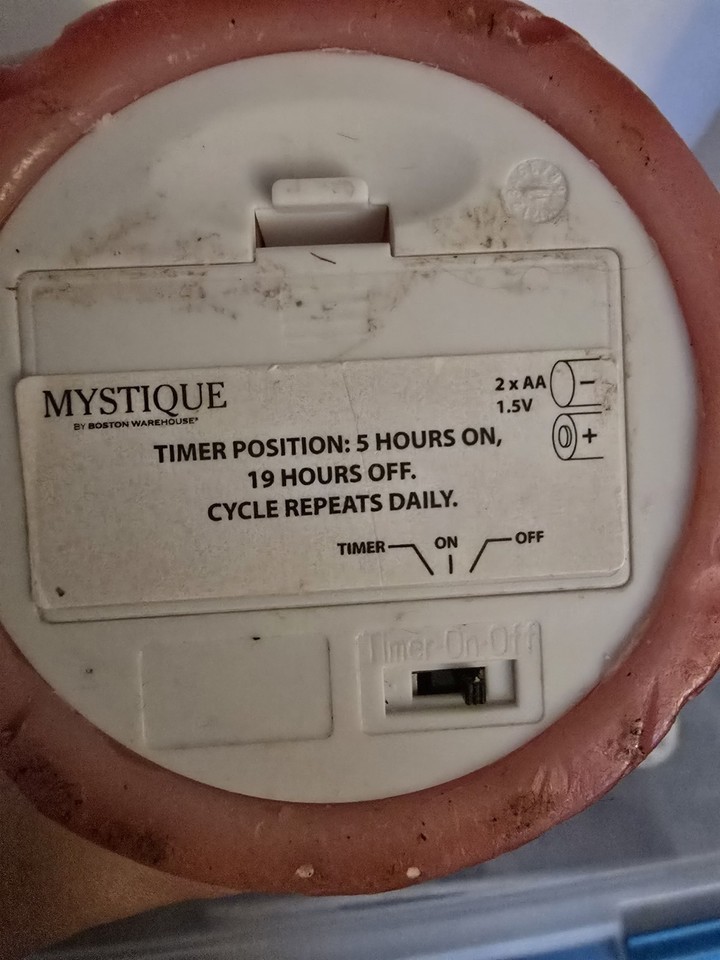 MYSTIQUE
BY BOSTON WAREHOUSE®
2 x AA
1.5V
−
+
TIMER POSITION: 5 HOURS ON,
19 HOURS OFF.
CYCLE REPEATS DAILY.
TIMER ON OFF
Timer-On-Off